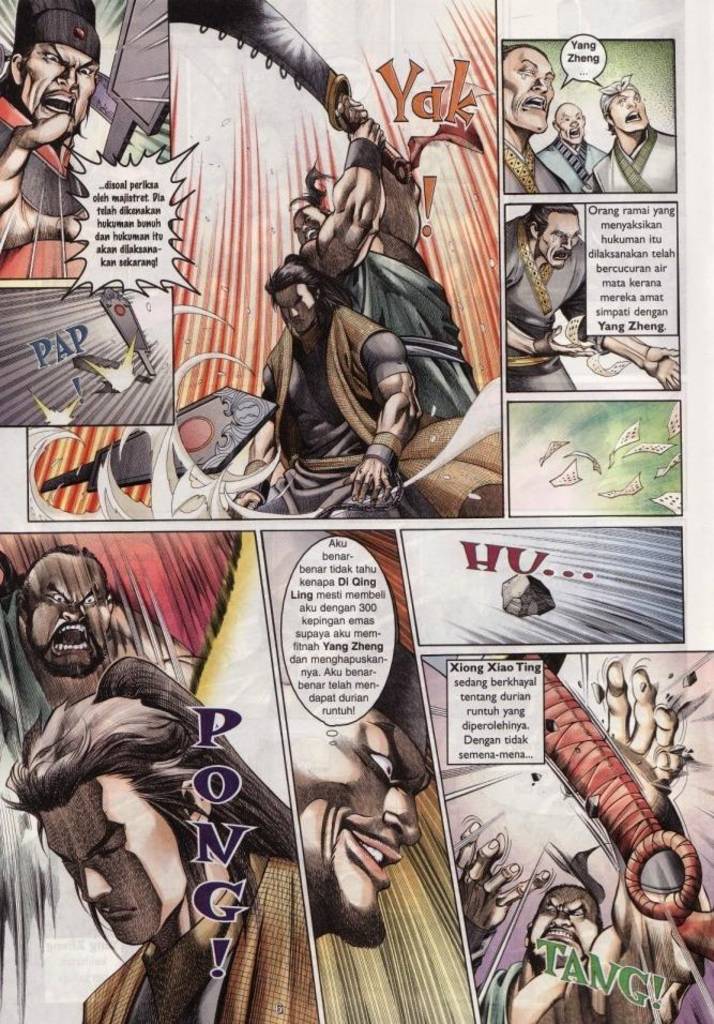 ...disoal periksa
oleh majistret. Dia
telah dikenakan
hukuman bunuh
dan hukuman itu
akan dilaksana-
kan sekarang!
Yak
!
Yang
Zheng
...
Orang ramai yang
menyaksikan
hukuman itu
dilaksanakan telah
bercucuran air
mata kerana
mereka amat
simpati dengan
Yang Zheng.
PAP
!
Aku
benar-
benar tidak tahu
kenapa Di Qing
Ling mesti membeli
aku dengan 300
kepingan emas
supaya aku mem-
fitnah Yang Zheng
dan menghapuskan-
nya. Aku benar-
benar telah men-
dapat durian
runtuh!
HU...
PONG!
Xiong Xiao Ting
sedang berkhayal
tentang durian
runtuh yang
diperolehinya.
Dengan tidak
semena-mena...
TANG!